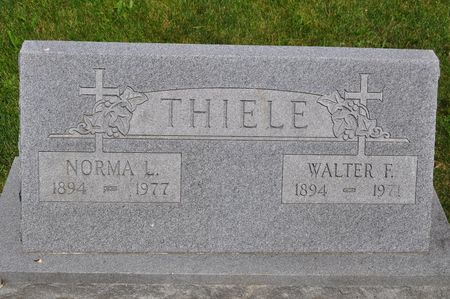 THIELE
NORMA L.
1894 - 1977
WALTER F.
1894 - 1971